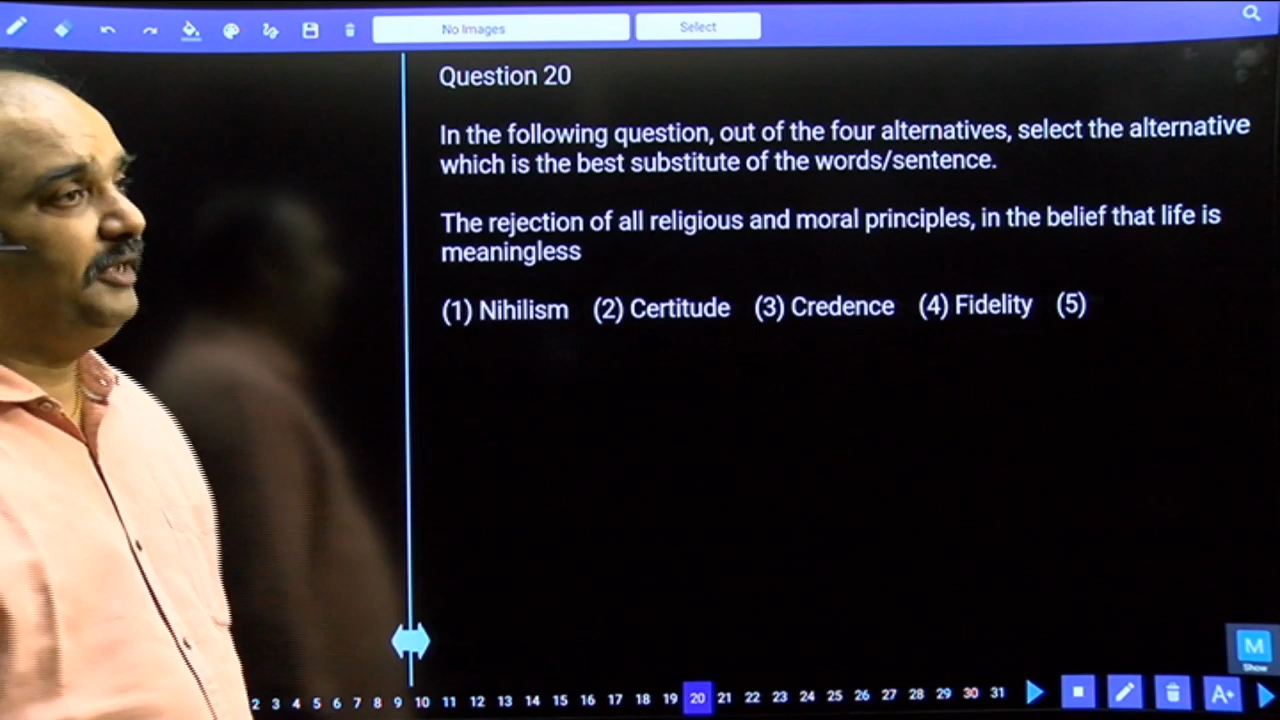 No Images
Select
Question 20
In the following question, out of the four alternatives, select the alternative
which is the best substitute of the words/sentence.
The rejection of all religious and moral principles, in the belief that life is
meaningless
(1) Nihilism (2) Certitude (3) Credence (4) Fidelity (5)
M
Show
2 3 4 5 6 7 8 9 10 11 12 13 14 15 16 17 18 19 20 21 22 23 24 25 26 27 28 29 30 31
A+